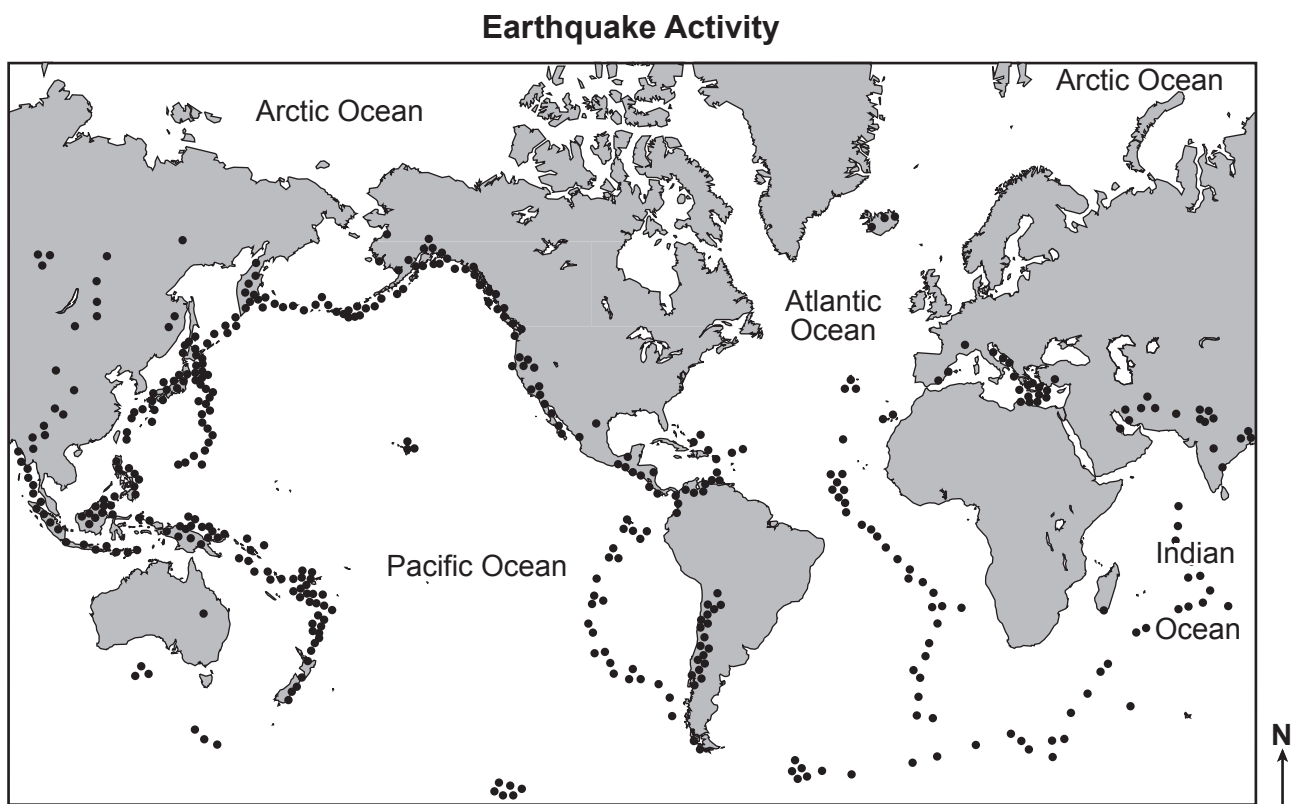 Earthquake Activity
Arctic Ocean
Arctic Ocean
Atlantic
Ocean
Pacific Ocean
Indian
Ocean
N